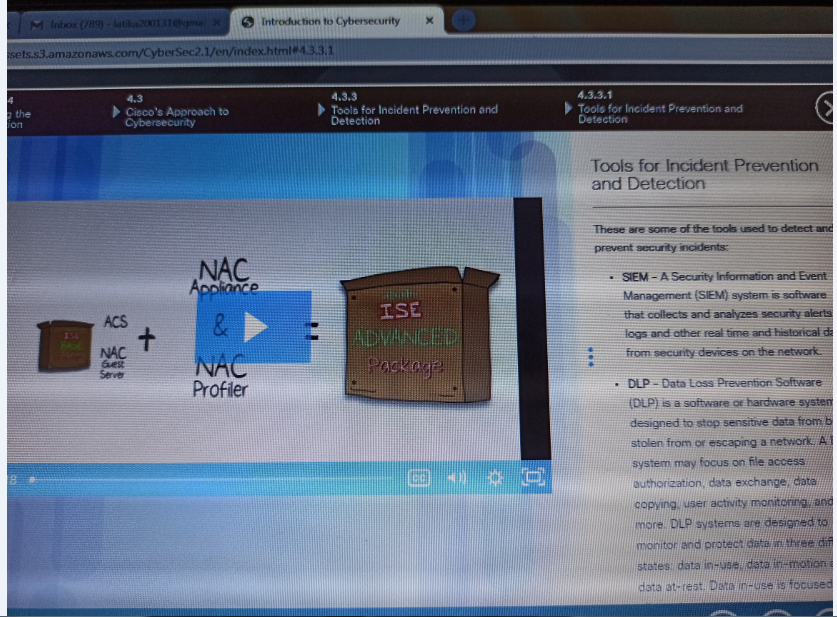 Inbox (789) - latika200131@gmai
Introduction to Cybersecurity
sets.s3.amazonaws.com/CyberSec2.1/en/index.html#4.3.3.1
4
g the
ion
4.3
Cisco's Approach to
Cybersecurity
4.3.3
Tools for Incident Prevention and
Detection
4.3.3.1
Tools for Incident Prevention and
Detection
NAC
Appliance
&
NAC
Profiler
ISE
BASE
ACS
+
NAC
Guest
Server
=
ISE
ADVANCED
Package
CC
Tools for Incident Prevention
and Detection
These are some of the tools used to detect and
prevent security incidents:
• SIEM – A Security Information and Event
Management (SIEM) system is software
that collects and analyzes security alerts
logs and other real time and historical da
from security devices on the network.
• DLP – Data Loss Prevention Software
(DLP) is a software or hardware system
designed to stop sensitive data from b
stolen from or escaping a network. A
system may focus on file access
authorization, data exchange, data
copying, user activity monitoring, and
more. DLP systems are designed to
monitor and protect data in three diff
states: data in-use, data in-motion
data at-rest. Data in-use is focused